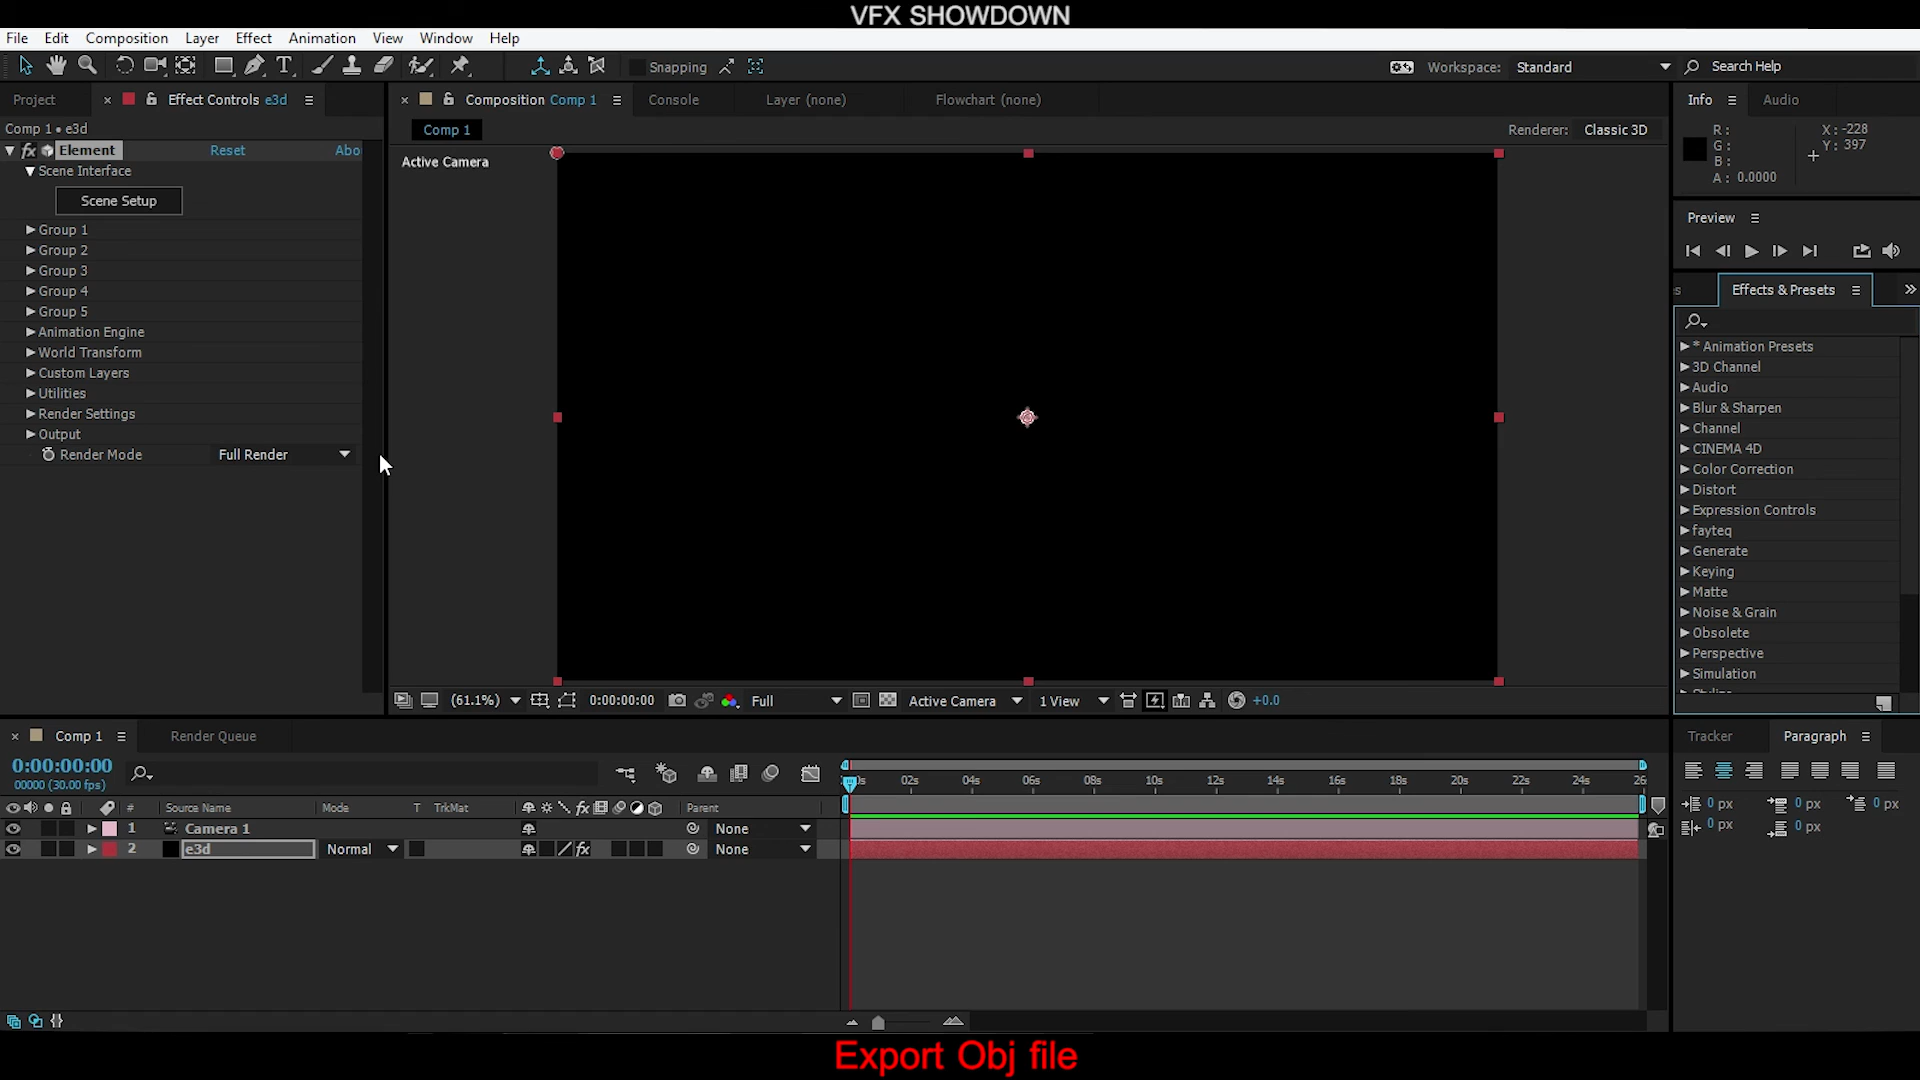 VFX SHOWDOWN
File Edit Composition Layer Effect Animation View Window Help
Snapping Workspace: Standard Search Help
Project Effect Controls e3d Composition Comp 1 Console Layer (none) Flowchart (none) Info Audio
Comp 1 • e3d
Comp 1 Renderer: Classic 3D
R: X: -228
G: Y: 397
B:
A: 0.0000
fx Element Reset Abo
Active Camera
Scene Interface
Scene Setup
Group 1
Group 2
Group 3
Group 4
Group 5
Animation Engine
World Transform
Custom Layers
Utilities
Render Settings
Output
Render Mode Full Render
Preview
Effects & Presets
* Animation Presets
3D Channel
Audio
Blur & Sharpen
Channel
CINEMA 4D
Color Correction
Distort
Expression Controls
fayteq
Generate
Keying
Matte
Noise & Grain
Obsolete
Perspective
Simulation
(61.1%) 0:00:00:00 Full Active Camera 1 View +0.0
Comp 1 Render Queue
Tracker Paragraph
0:00:00:00
00000 (30.00 fps)
02s 04s 06s 08s 10s 12s 14s 16s 18s 20s 22s 24s 26
# Source Name Mode T TrkMat fx Parent
1 Camera 1 None
2 e3d Normal fx None
0 px 0 px 0 px
0 px 0 px
Export Obj file